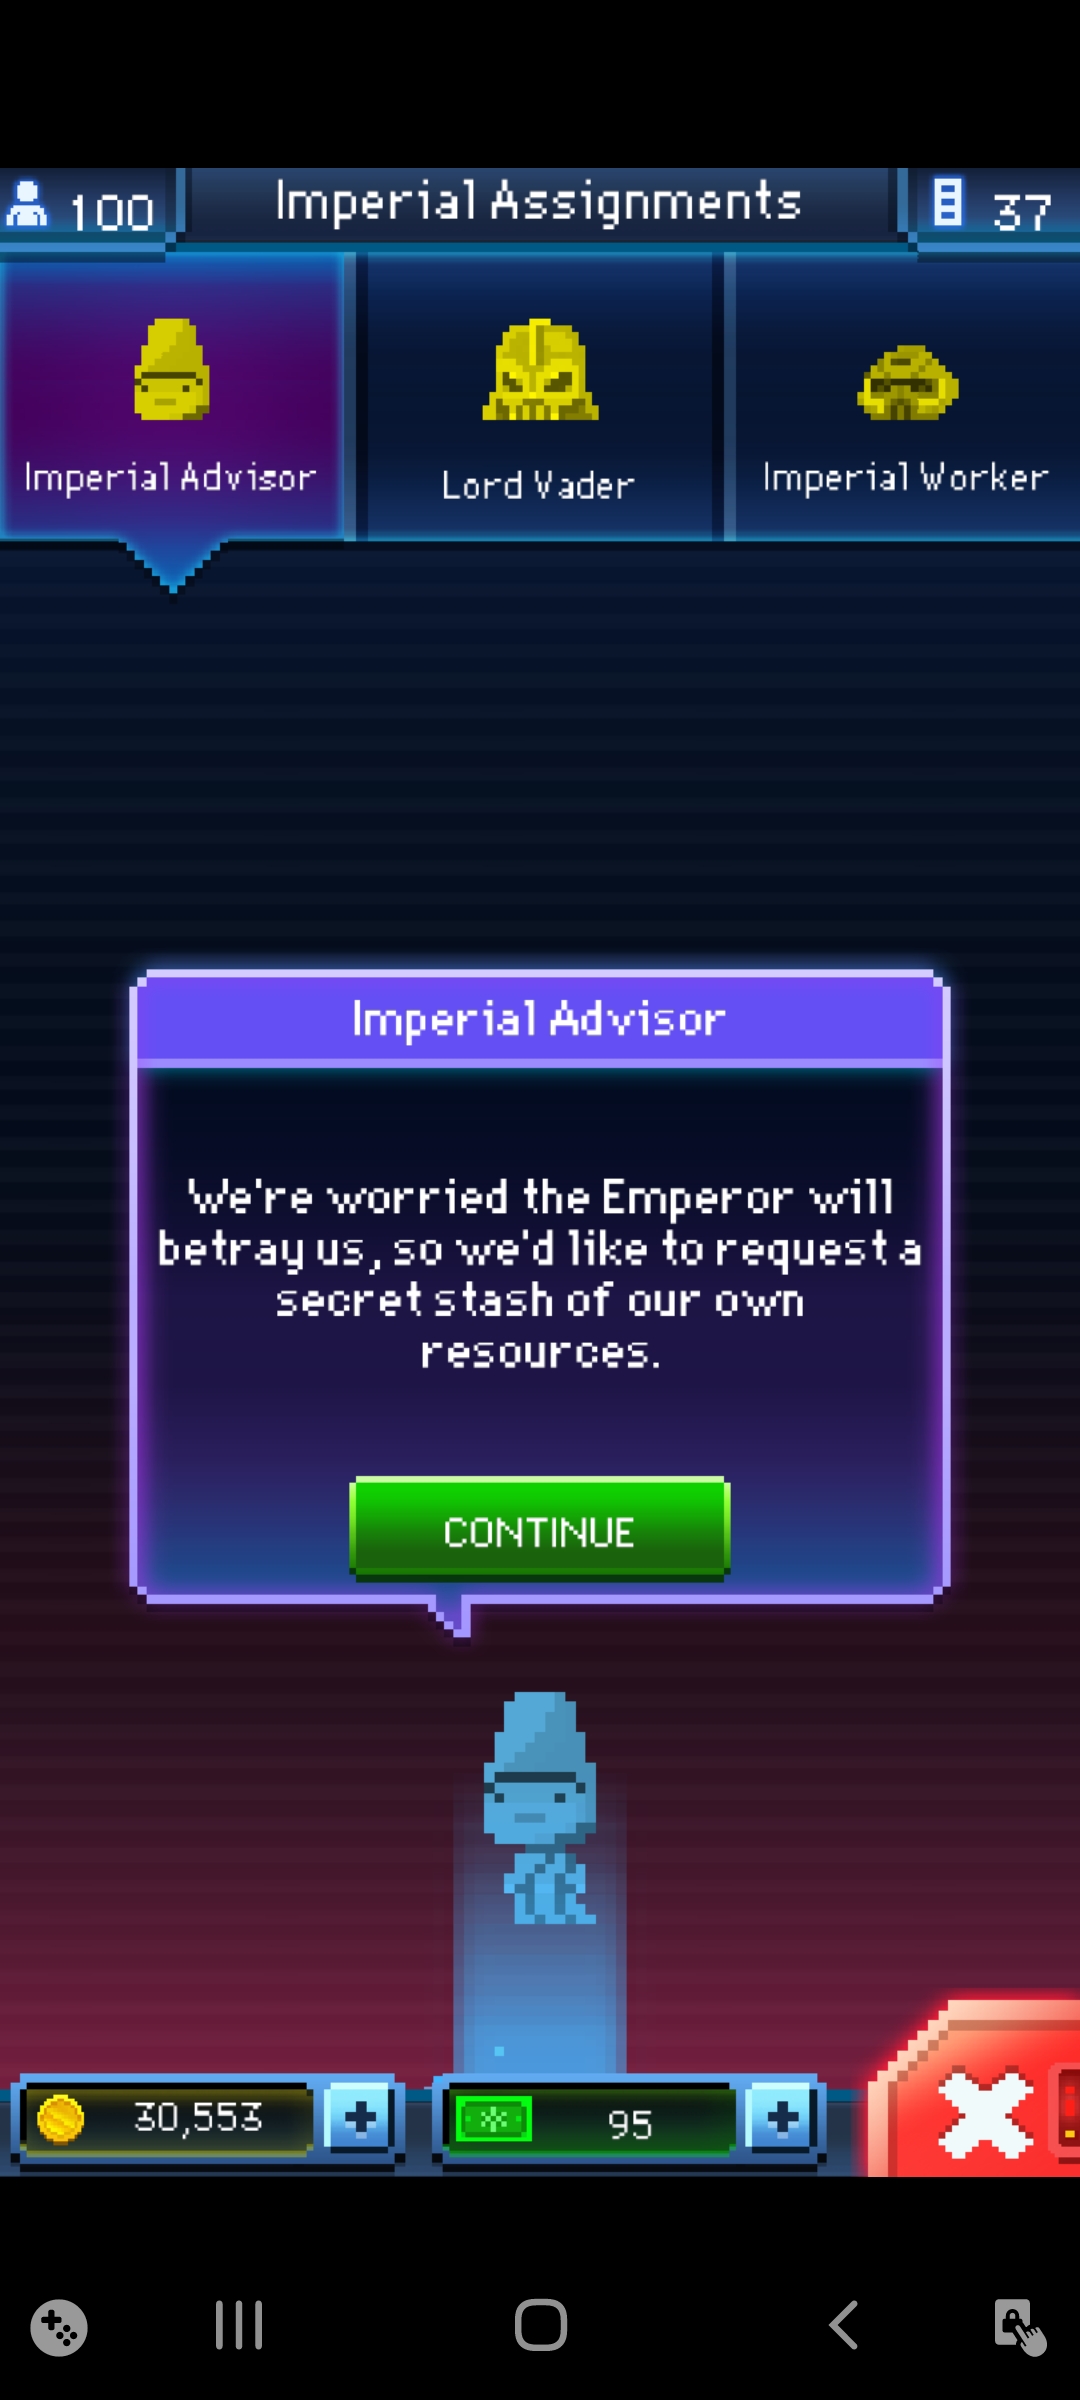 100
Imperial Assignments
37
Imperial Advisor
Lord Vader
Imperial Worker
Imperial Advisor
We're worried the Emperor will
betray us, so we'd like to request a
secret stash of our own
resources.
CONTINUE
30,553
95